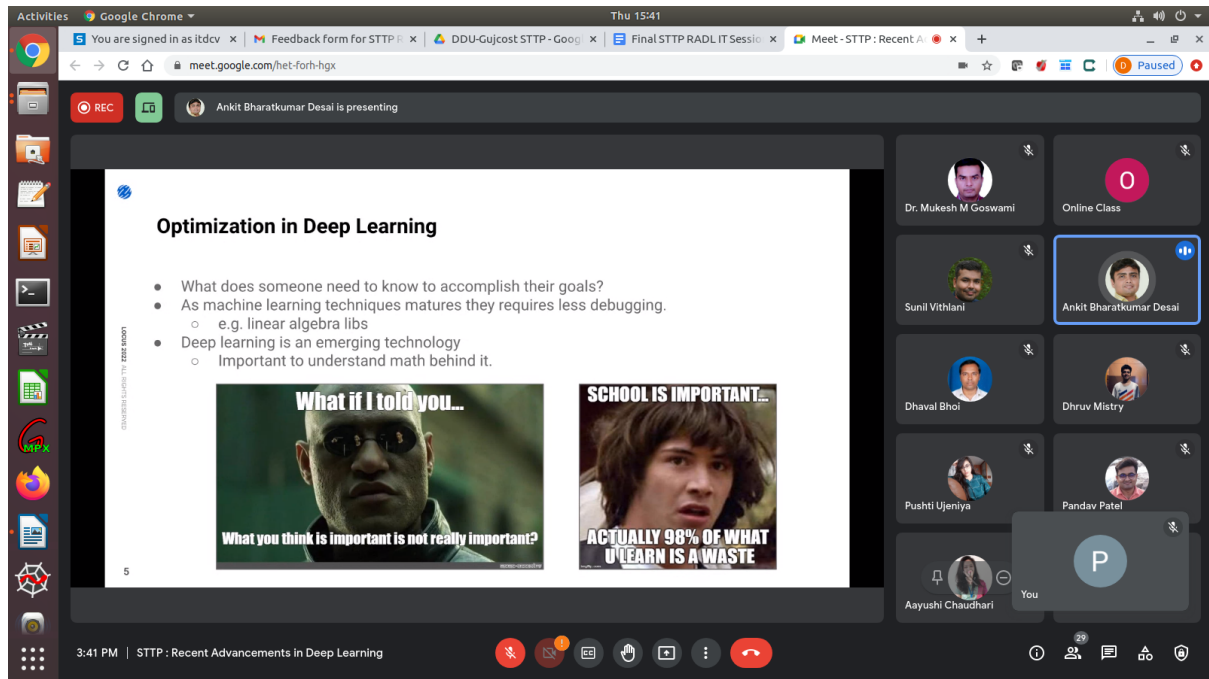 Activities
Google Chrome
Thu 15:41
You are signed in as itdcv
Feedback form for STTP R
DDU-Gujcost STTP - Goog
Final STTP RADL IT Sessio
Meet - STTP : Recent A
meet.google.com/het-forh-hgx
D
Paused
REC
Ankit Bharatkumar Desai is presenting
Optimization in Deep Learning
● What does someone need to know to accomplish their goals?
● As machine learning techniques matures they requires less debugging.
○ e.g. linear algebra libs
● Deep learning is an emerging technology
○ Important to understand math behind it.
LOCUS 2022 ALL RIGHTS RESERVED
What if I told you...
What you think is important is not really important?
SCHOOL IS IMPORTANT...
ACTUALLY 98% OF WHAT
U LEARN IS A WASTE
5
Dr. Mukesh M Goswami
O
Online Class
Sunil Vithlani
Ankit Bharatkumar Desai
Dhaval Bhoi
Dhruv Mistry
Pushti Ujeniya
Pandav Patel
Aayushi Chaudhari
P
You
3:41 PM | STTP : Recent Advancements in Deep Learning
29